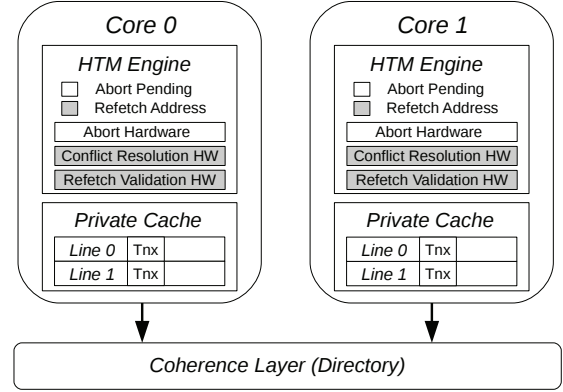 Core 0
HTM Engine
Abort Pending
Refetch Address
Abort Hardware
Conflict Resolution HW
Refetch Validation HW
Private Cache
Line 0 Tnx
Line 1 Tnx
Core 1
HTM Engine
Abort Pending
Refetch Address
Abort Hardware
Conflict Resolution HW
Refetch Validation HW
Private Cache
Line 0 Tnx
Line 1 Tnx
Coherence Layer (Directory)